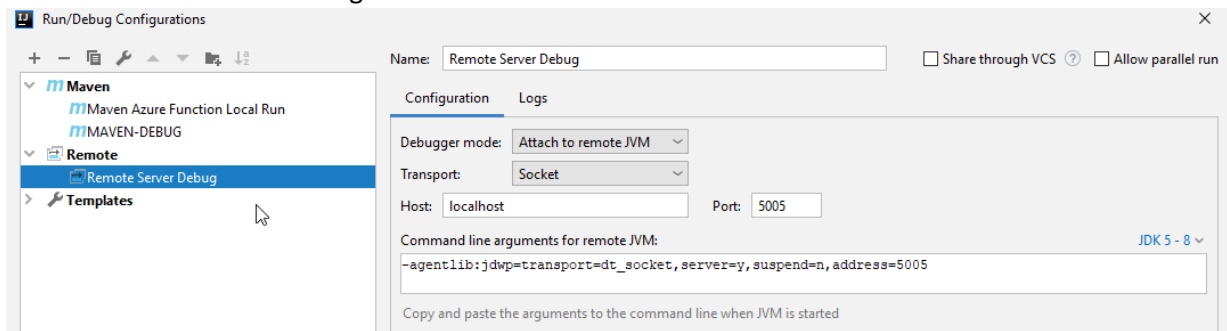 Run/Debug Configurations
Name: Remote Server Debug Share through VCS ? Allow parallel run
Maven
Maven Azure Function Local Run
MAVEN-DEBUG
Remote
Remote Server Debug
Templates
Configuration Logs
Debugger mode: Attach to remote JVM
Transport: Socket
Host: localhost Port: 5005
Command line arguments for remote JVM: JDK 5 - 8
-agentlib:jdwp=transport=dt_socket,server=y,suspend=n,address=5005
Copy and paste the arguments to the command line when JVM is started